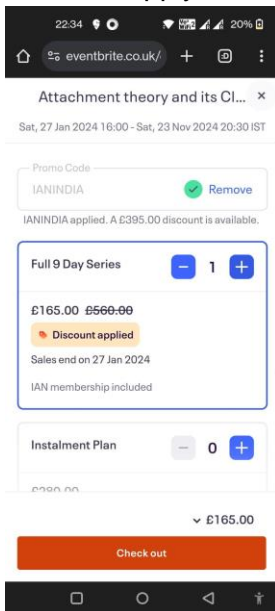 22:34 20%
eventbrite.co.uk/
Attachment theory and its Cl... ×
Sat, 27 Jan 2024 16:00 - Sat, 23 Nov 2024 20:30 IST
Promo Code
IANINDIA Remove
IANINDIA applied. A £395.00 discount is available.
Full 9 Day Series - 1 +
£165.00 £560.00
Discount applied
Sales end on 27 Jan 2024
IAN membership included
Instalment Plan - 0 +
£280.00
£165.00
Check out